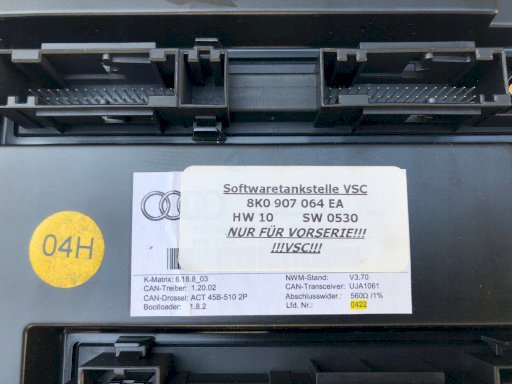 Softwaretankstelle VSC
8K0 907 064 EA
HW 10 SW 0530
NUR FÜR VORSERIE!!!
!!!VSC!!!
04H
K-Matrix: 6.18.8_03
CAN-Treiber: 1.20.02
CAN-Drossel: ACT 45B-510 2P
Bootloader: 1.8.2
NWM-Stand: V3.70
CAN-Transceiver: UJA1061
Abschlusswider.: 560Ω /1%
Lfd. Nr.: 0422